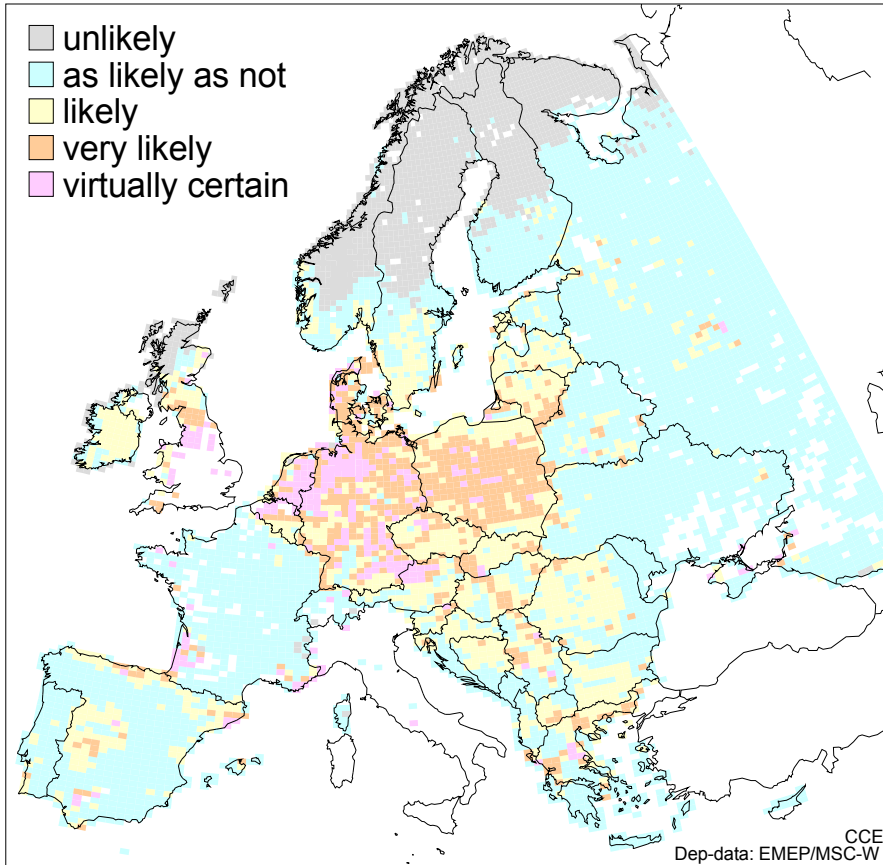 unlikely
as likely as not
likely
very likely
virtually certain
CCE
Dep-data: EMEP/MSC-W